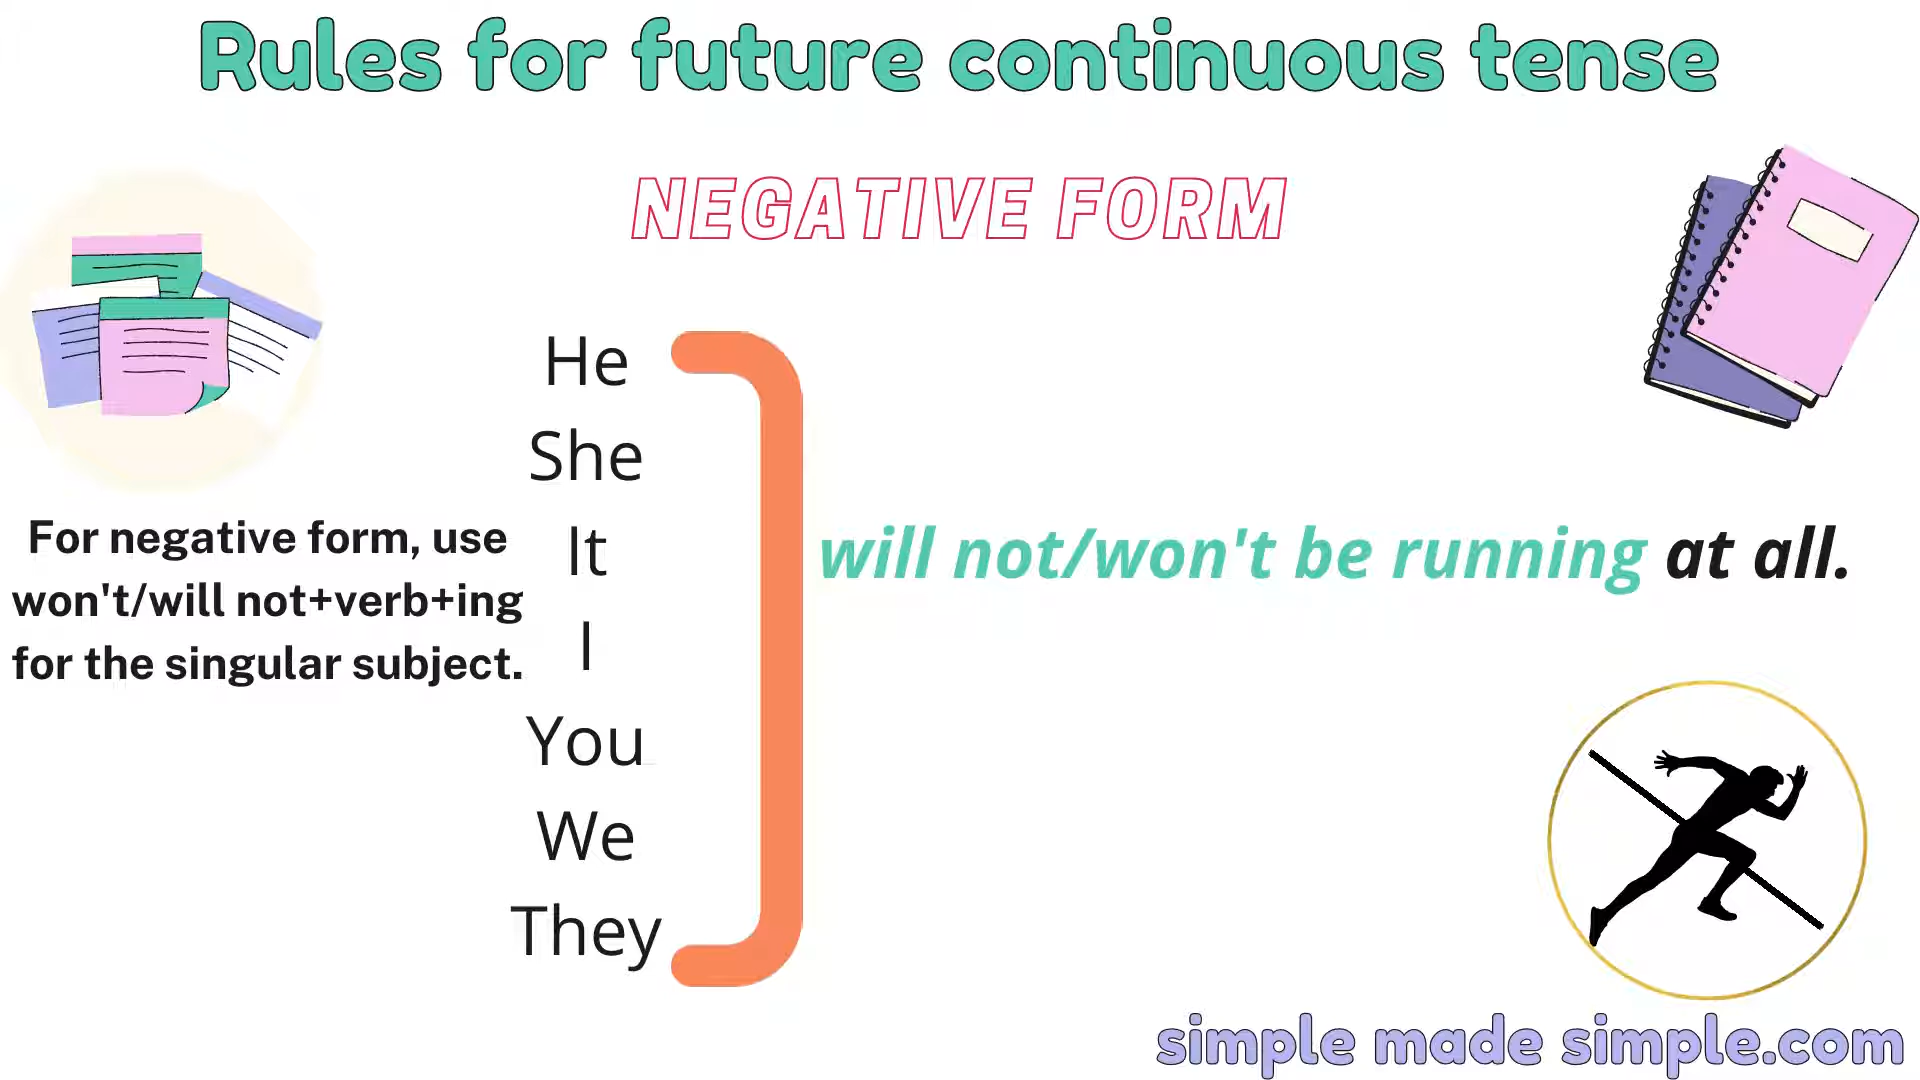 Rules for future continuous tense
NEGATIVE FORM
For negative form, use
won't/will not+verb+ing
for the singular subject.
He
She
It
I
You
We
They
will not/won't be running at all.
simple made simple.com